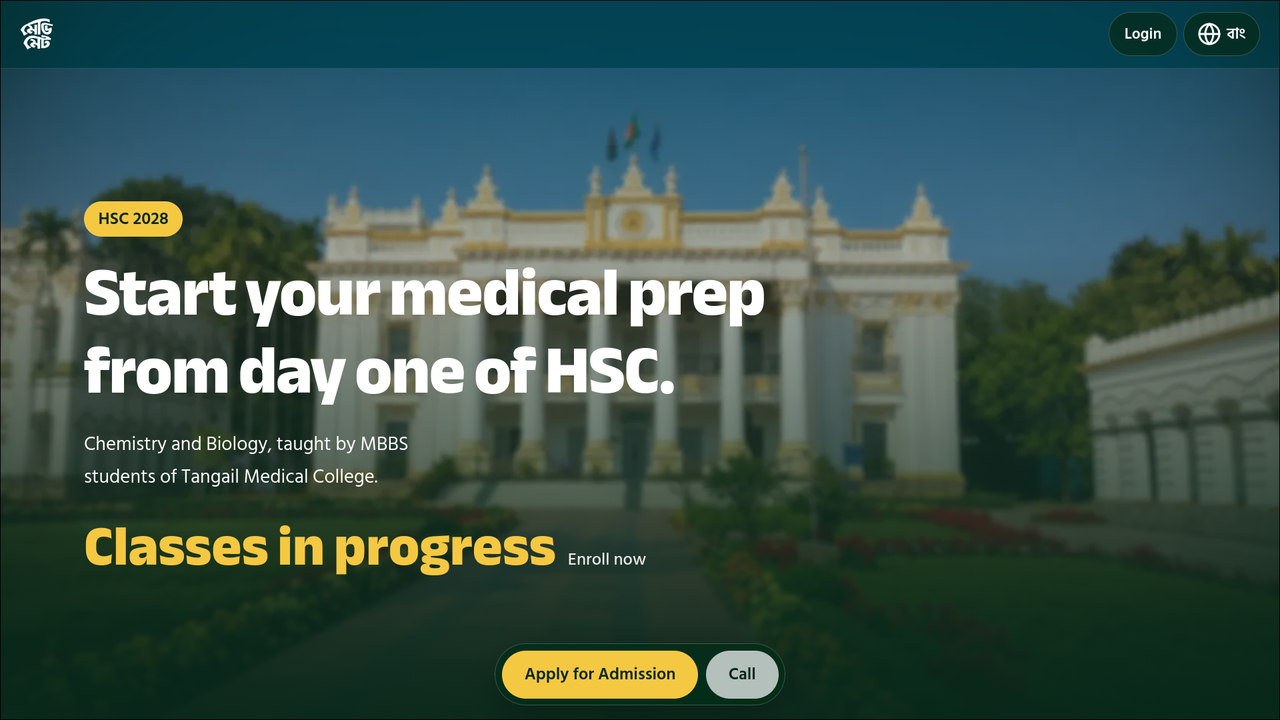 মেডি
মেট
Login
বাং
HSC 2028
Start your medical prep
from day one of HSC.
Chemistry and Biology, taught by MBBS
students of Tangail Medical College.
Classes in progress Enroll now
Apply for Admission
Call